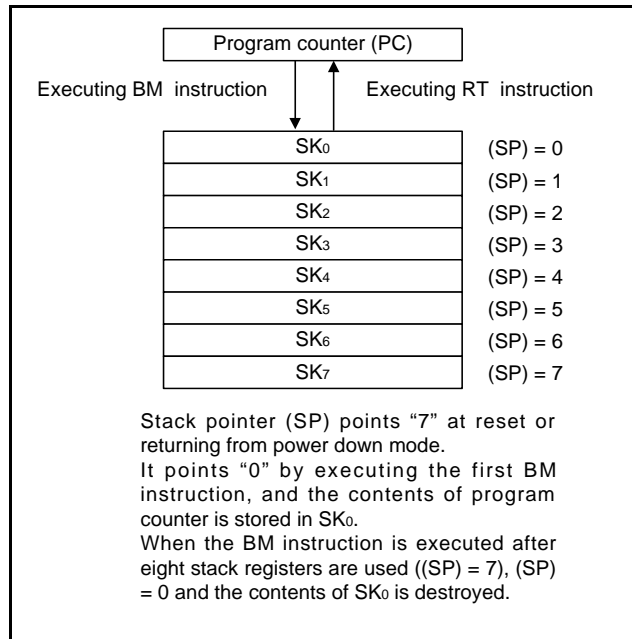 Program counter (PC)
Executing BM instruction
Executing RT instruction
SK0
(SP) = 0
SK1
(SP) = 1
SK2
(SP) = 2
SK3
(SP) = 3
SK4
(SP) = 4
SK5
(SP) = 5
SK6
(SP) = 6
SK7
(SP) = 7
Stack pointer (SP) points “7” at reset or
returning from power down mode.
It points “0” by executing the first BM
instruction, and the contents of program
counter is stored in SK0.
When the BM instruction is executed after
eight stack registers are used ((SP) = 7), (SP)
= 0 and the contents of SK0 is destroyed.